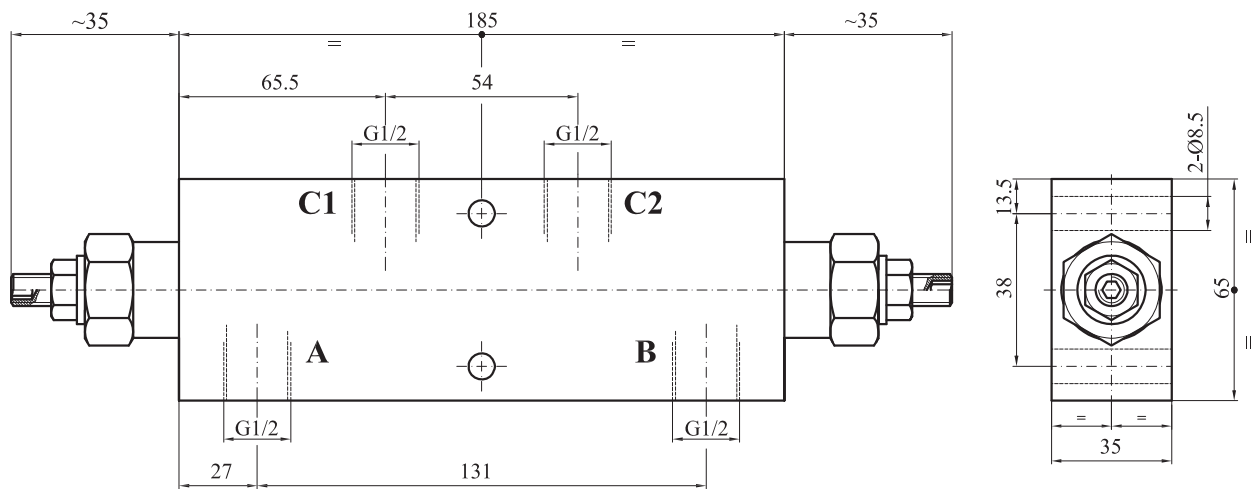 ~35
185
~35
=
=
65.5
54
G1/2
G1/2
C1
C2
A
B
G1/2
G1/2
27
131
2-Ø8.5
13.5
38
65
=
=
=
=
35